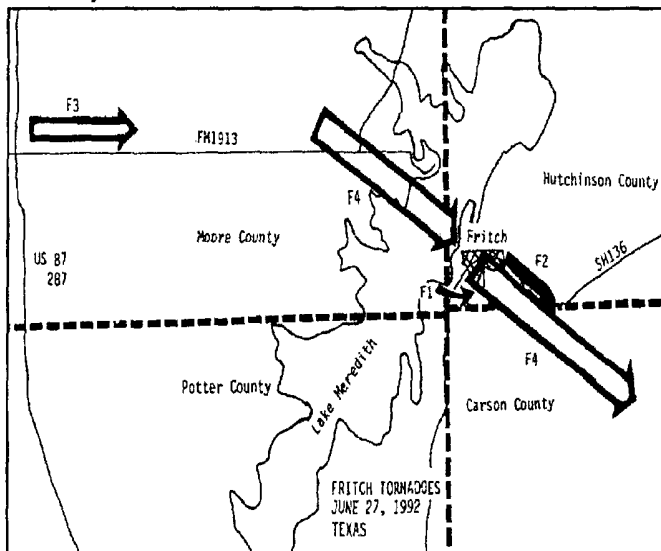 F3
FM1913
F4
Hutchinson County
Moore County
Fritch
US 87
287
F2
SH136
F1
F4
Potter County
Lake Meredith
Carson County
FRITCH TORNADOES
JUNE 27, 1992
TEXAS